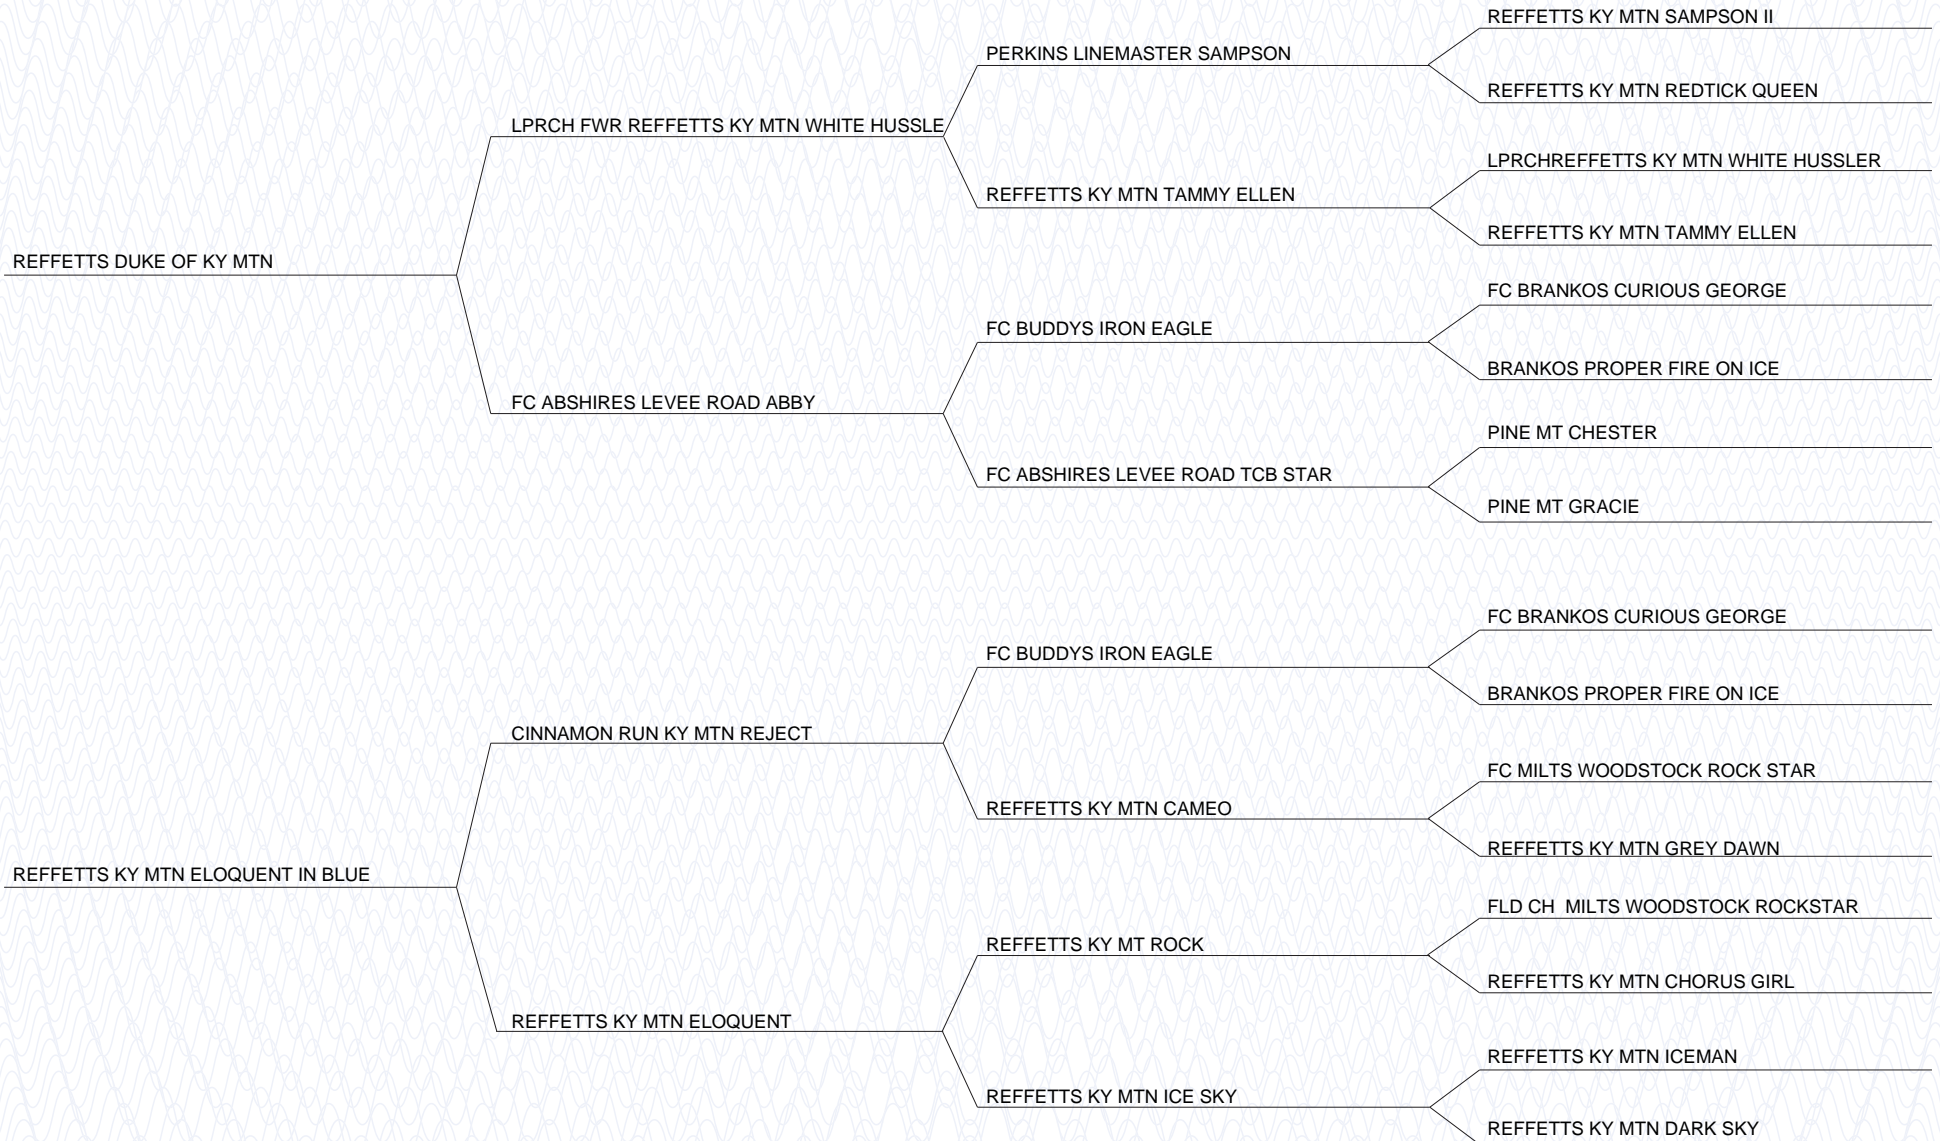 REFFETTS KY MTN SAMPSON II
PERKINS LINEMASTER SAMPSON
REFFETTS KY MTN REDTICK QUEEN
LPRCH FWR REFFETTS KY MTN WHITE HUSSLE
LPRCHREFFETTS KY MTN WHITE HUSSLER
REFFETTS KY MTN TAMMY ELLEN
REFFETTS KY MTN TAMMY ELLEN
REFFETTS DUKE OF KY MTN
FC BRANKOS CURIOUS GEORGE
FC BUDDYS IRON EAGLE
BRANKOS PROPER FIRE ON ICE
FC ABSHIRES LEVEE ROAD ABBY
PINE MT CHESTER
FC ABSHIRES LEVEE ROAD TCB STAR
PINE MT GRACIE
FC BRANKOS CURIOUS GEORGE
FC BUDDYS IRON EAGLE
BRANKOS PROPER FIRE ON ICE
CINNAMON RUN KY MTN REJECT
FC MILTS WOODSTOCK ROCK STAR
REFFETTS KY MTN CAMEO
REFFETTS KY MTN GREY DAWN
REFFETTS KY MTN ELOQUENT IN BLUE
FLD CH  MILTS WOODSTOCK ROCKSTAR
REFFETTS KY MT ROCK
REFFETTS KY MTN CHORUS GIRL
REFFETTS KY MTN ELOQUENT
REFFETTS KY MTN ICEMAN
REFFETTS KY MTN ICE SKY
REFFETTS KY MTN DARK SKY